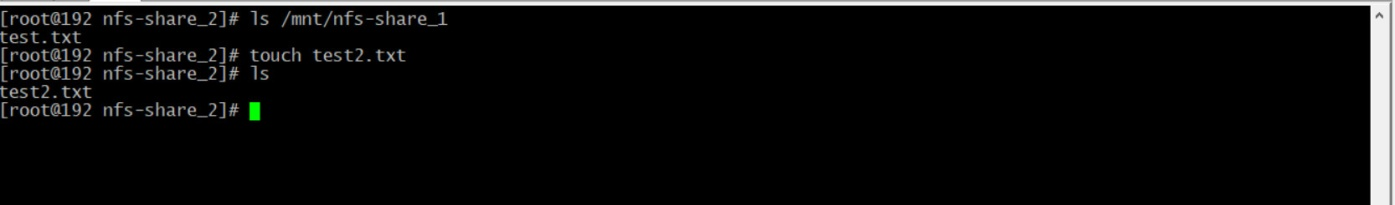 [root@192 nfs-share_2]# ls /mnt/nfs-share_1
test.txt
[root@192 nfs-share_2]# touch test2.txt
[root@192 nfs-share_2]# ls
test2.txt
[root@192 nfs-share_2]#